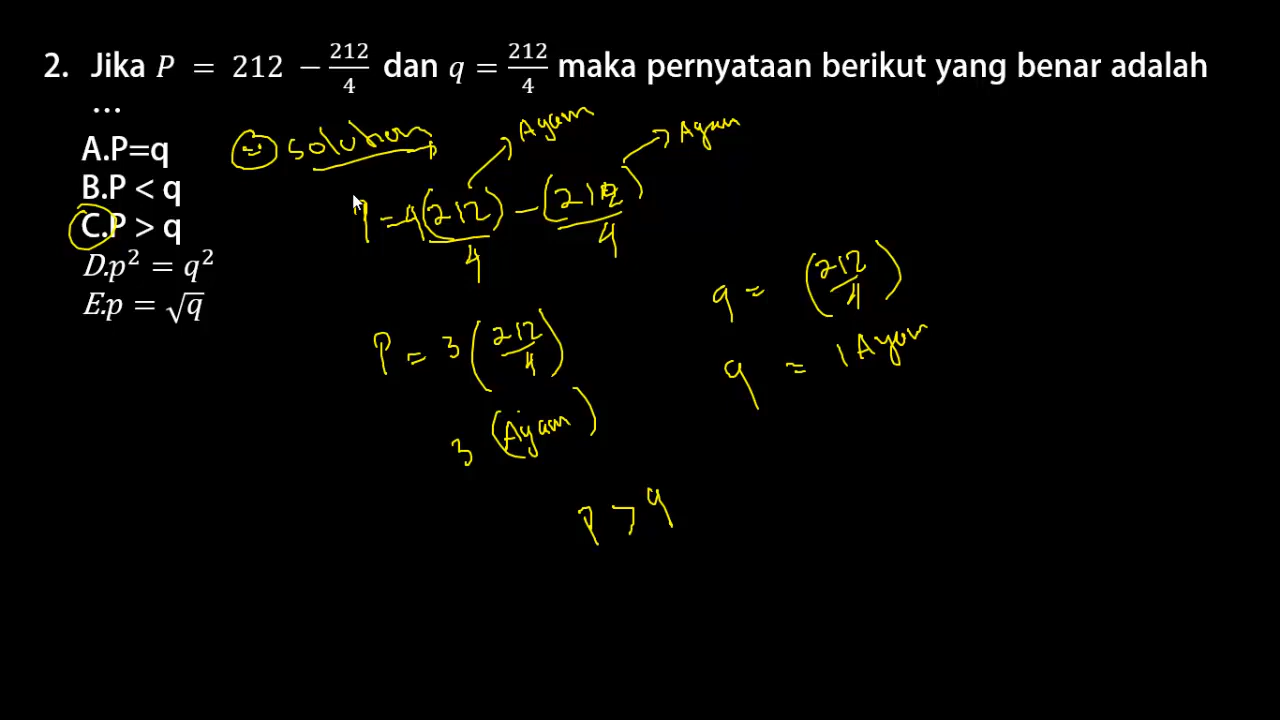 2. Jika P = 212 − 212/4 dan q = 212/4 maka pernyataan berikut yang benar adalah
...
A.P=q
B.P < q
C.P > q
D.p² = q²
E.p = √q
solution
Ayam
Ayam
P = 4(212)/4 − (212)/4
q = (212/4)
P = 3(212/4)
q = 1 Ayam
3 (Ayam)
P > q